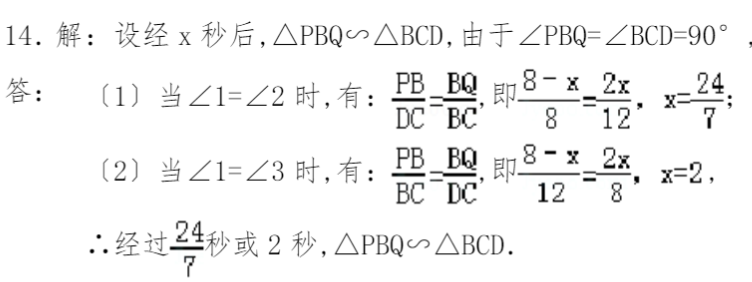 14. 解：设经 x 秒后,△PBQ∽△BCD,由于∠PBQ=∠BCD=90°,
答： 〔1〕当∠1=∠2 时,有：PB/DC=BQ/BC,即(8-x)/8=2x/12，x=24/7;
〔2〕当∠1=∠3 时,有：PB/BC=BQ/DC,即(8-x)/12=2x/8，x=2,
∴经过24/7秒或 2 秒,△PBQ∽△BCD.